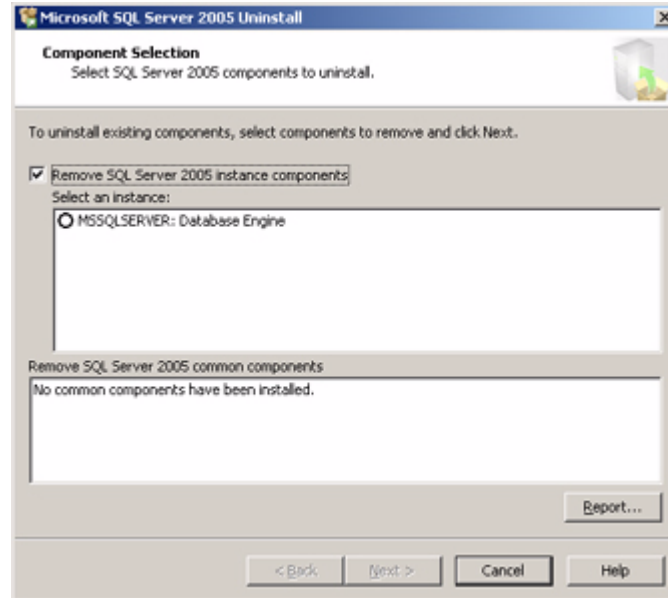 Microsoft SQL Server 2005 Uninstall
Component Selection
Select SQL Server 2005 components to uninstall.
To uninstall existing components, select components to remove and click Next.
Remove SQL Server 2005 instance components
Select an instance:
MSSQLSERVER: Database Engine
Remove SQL Server 2005 common components
No common components have been installed.
Report...
< Back
Next >
Cancel
Help